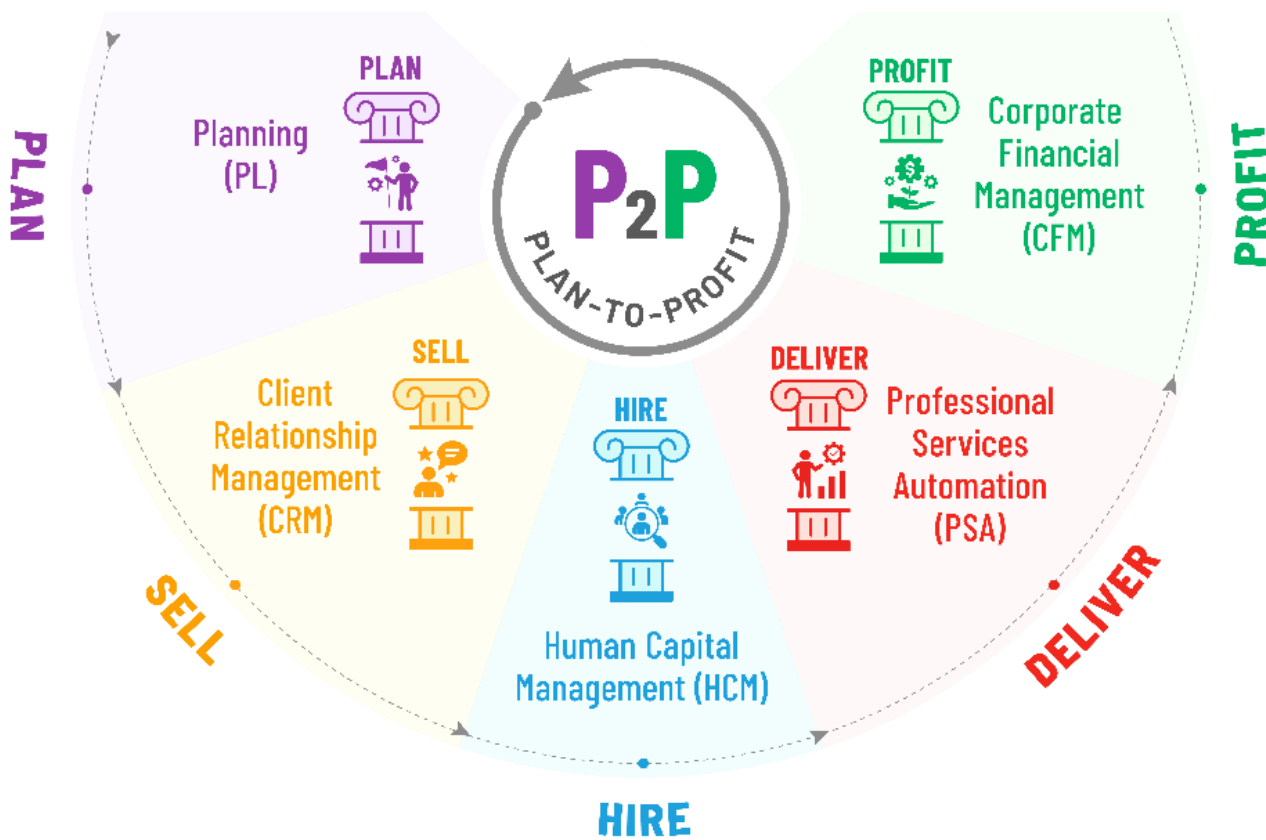 PLAN
PLAN
Planning
(PL)
P2P
PLAN-TO-PROFIT
PROFIT
Corporate
Financial
Management
(CFM)
PROFIT
SELL
Client
Relationship
Management
(CRM)
SELL
HIRE
Human Capital
Management (HCM)
HIRE
DELIVER
Professional
Services
Automation
(PSA)
DELIVER
$